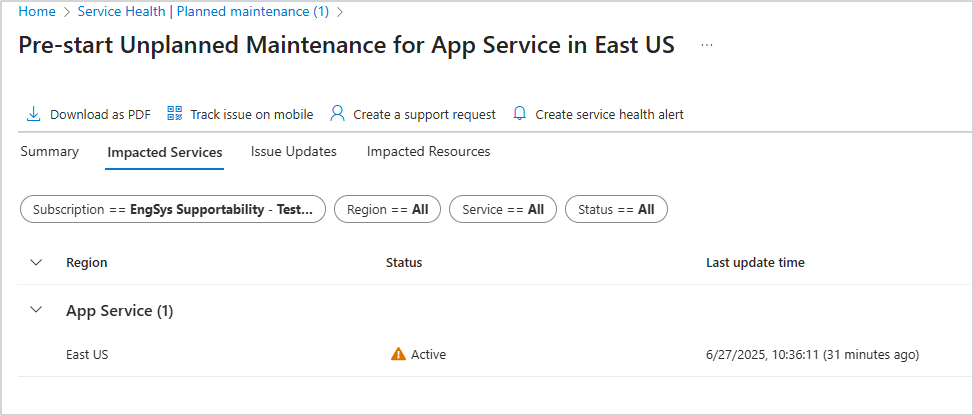 Home > Service Health | Planned maintenance (1) >
Pre-start Unplanned Maintenance for App Service in East US ...
Download as PDF Track issue on mobile Create a support request Create service health alert
Summary Impacted Services Issue Updates Impacted Resources
Subscription == EngSys Supportability - Test... Region == All Service == All Status == All
Region Status Last update time
App Service (1)
East US Active 6/27/2025, 10:36:11 (31 minutes ago)